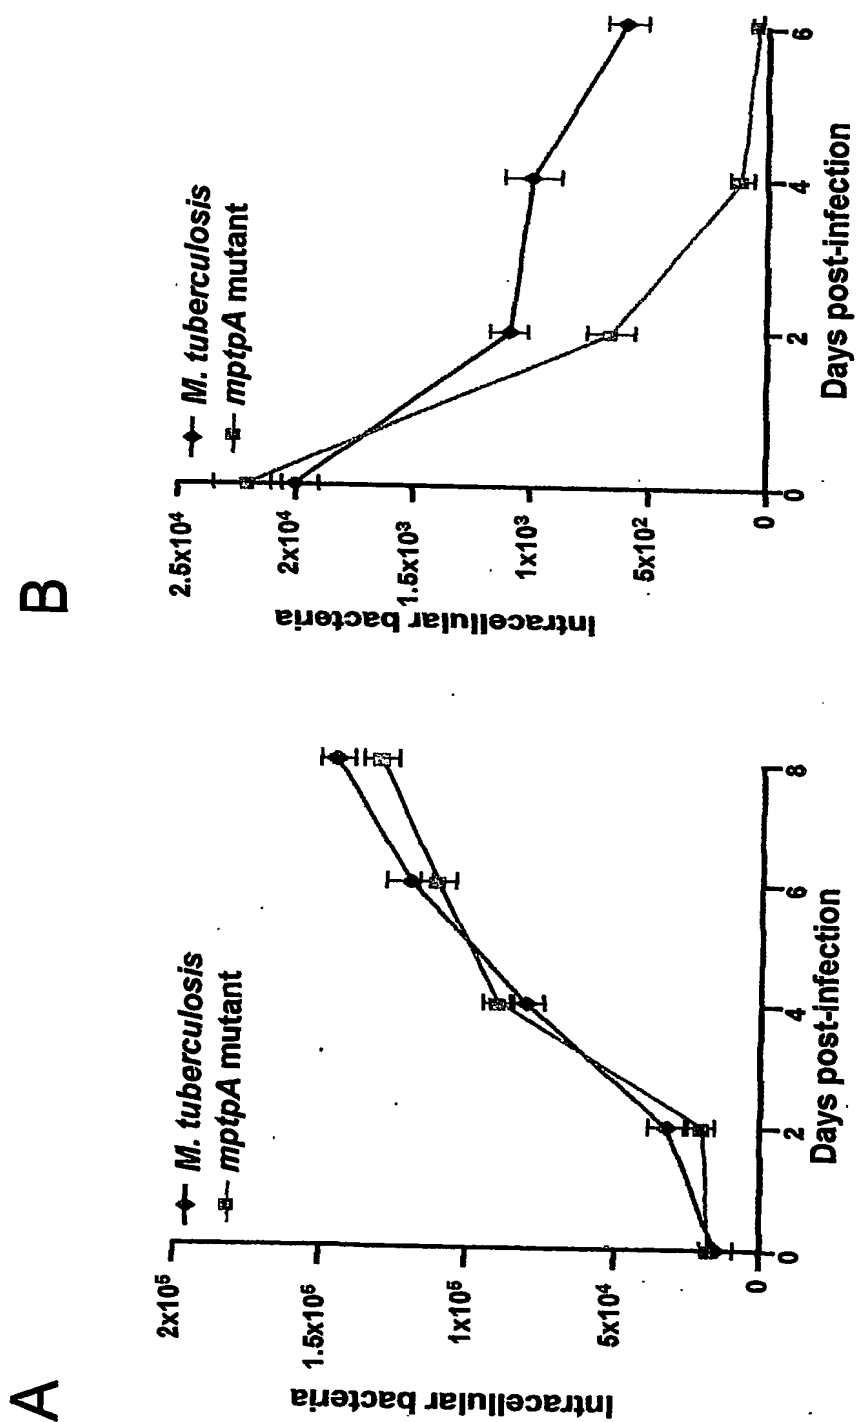 A
Intracellular bacteria
2x10⁵
1.5x10⁵
1x10⁵
5x10⁴
0
M. tuberculosis
mptpA mutant
0 2 4 6 8
Days post-infection
B
Intracellular bacteria
2.5x10⁴
2x10⁴
1.5x10³
1x10³
5x10²
0
M. tuberculosis
mptpA mutant
0 2 4 6
Days post-infection